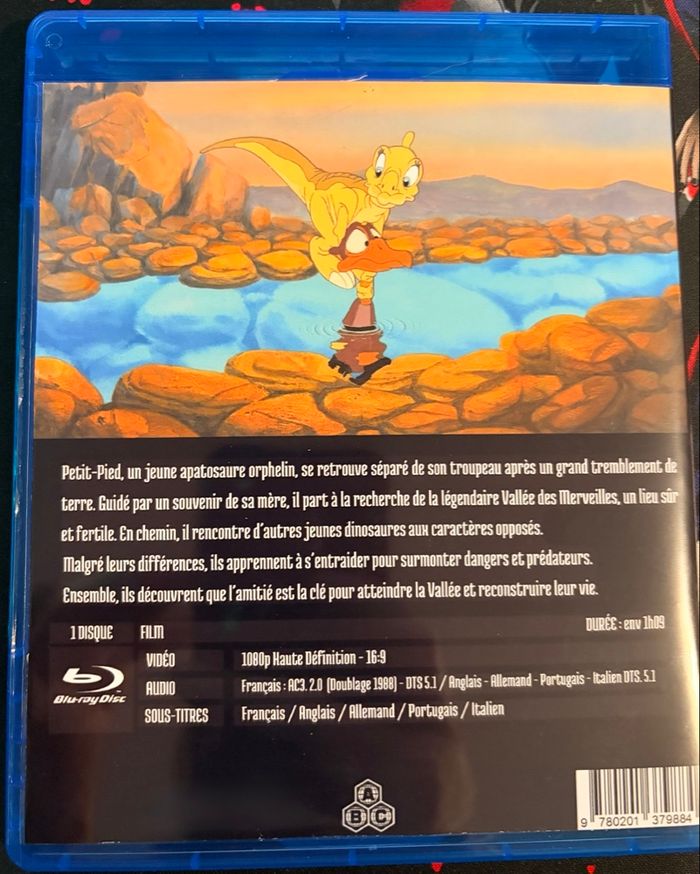 Petit-Pied, un jeune apatosaure orphelin, se retrouve séparé de son troupeau après un grand tremblement de
terre. Guidé par un souvenir de sa mère, il part à la recherche de la légendaire Vallée des Merveilles, un lieu sûr
et fertile. En chemin, il rencontre d'autres jeunes dinosaures aux caractères opposés.
Malgré leurs différences, ils apprennent à s'entraider pour surmonter dangers et prédateurs.
Ensemble, ils découvrent que l'amitié est la clé pour atteindre la Vallée et reconstruire leur vie.
1 DISQUE FILM DURÉE : env 1h09
VIDÉO 1080p Haute Définition - 16:9
Blu-ray Disc
AUDIO Français : AC3. 2.0 (Doublage 1988) - DTS 5.1 / Anglais - Allemand - Portugais - Italien DTS. 5.1
SOUS-TITRES Français / Anglais / Allemand / Portugais / Italien
A
B C
9 780201 379884